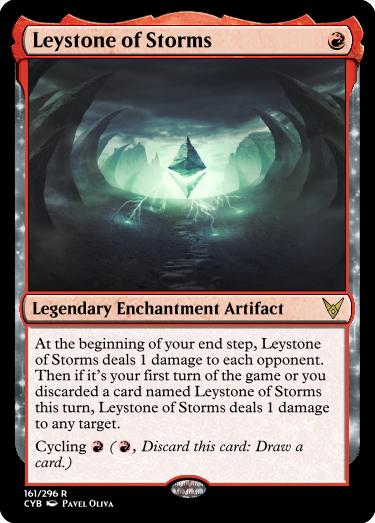 Leystone of Storms
Legendary Enchantment Artifact
At the beginning of your end step, Leystone
of Storms deals 1 damage to each opponent.
Then if it's your first turn of the game or you
discarded a card named Leystone of Storms
this turn, Leystone of Storms deals 1 damage
to any target.
Cycling (, Discard this card: Draw a
card.)
161/296 R
CYB PAVEL OLIVA